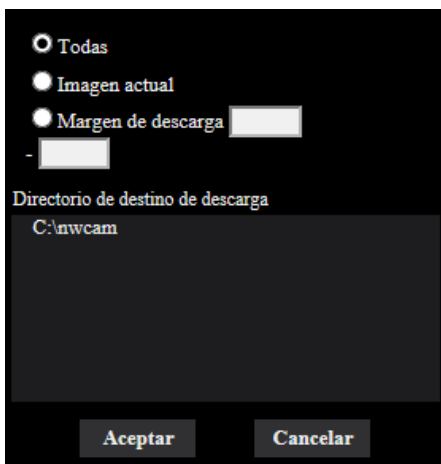 Todas
Imagen actual
Margen de descarga
-
Directorio de destino de descarga
C:\nwcam
Aceptar Cancelar